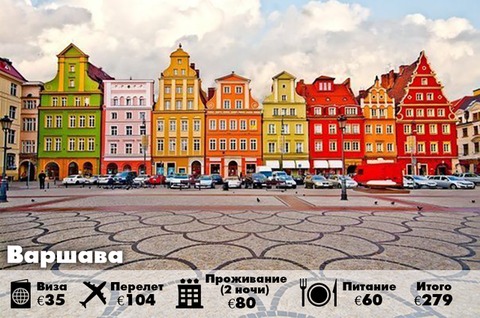 Варшава
Виза
€35
Перелет
€104
Проживание
(2 ночи)
€80
Питание
€60
Итого
€279